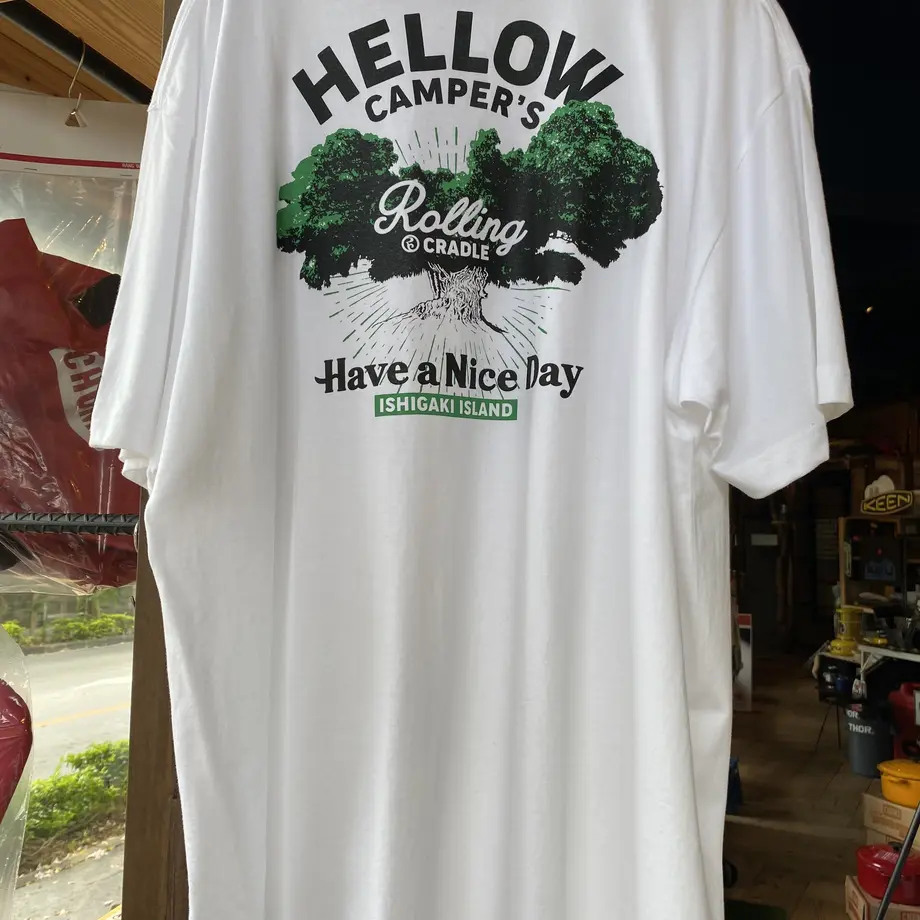 HELLOW
CAMPER'S
Rolling
CRADLE
Have a Nice Day
ISHIGAKI ISLAND
KEEN
THOR.